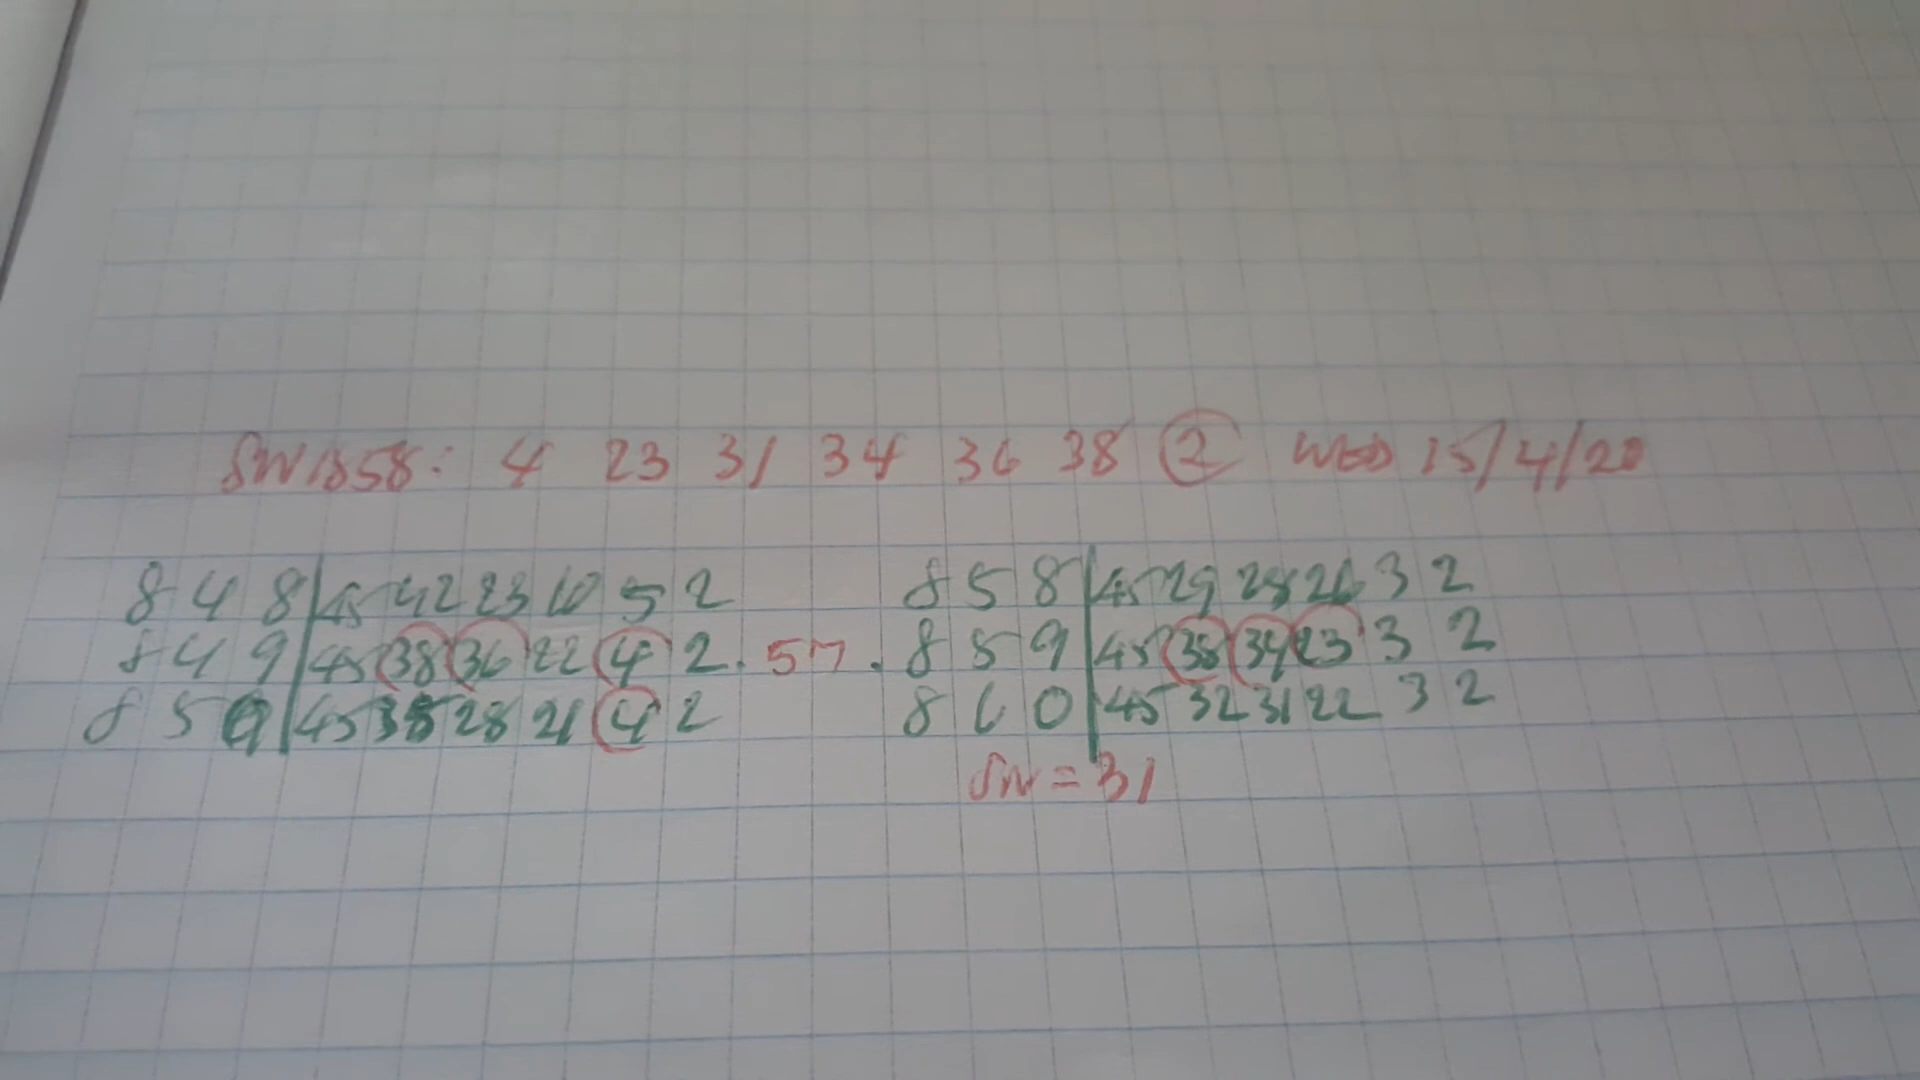 SW1858: 4 23 31 34 36 38 2 WED 15/4/20
848|45 42 23 10 5 2 858|45 29 28 26 3 2
849|45 38 36 22 4 2 . 57 . 859|45 38 34 23 3 2
850|45 38 28 21 4 2 860|45 32 31 22 3 2
SW = 31